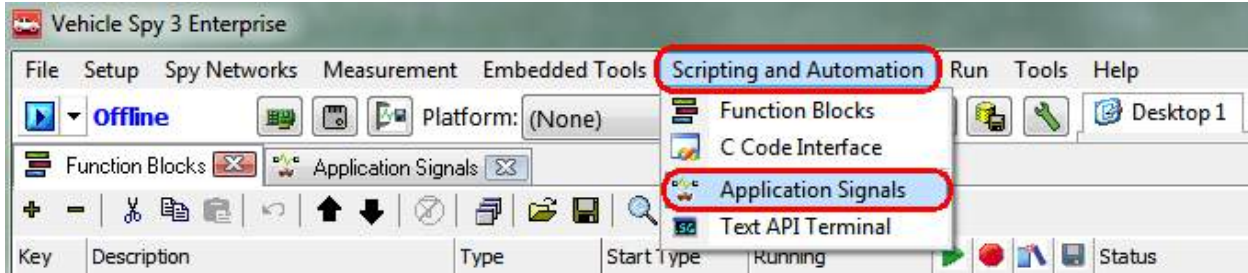 Vehicle Spy 3 Enterprise
File Setup Spy Networks Measurement Embedded Tools Scripting and Automation Run Tools Help
Offline Platform: (None) Function Blocks Desktop 1
C Code Interface
Function Blocks Application Signals Application Signals
Text API Terminal
Key Description Type Start Type Running Status